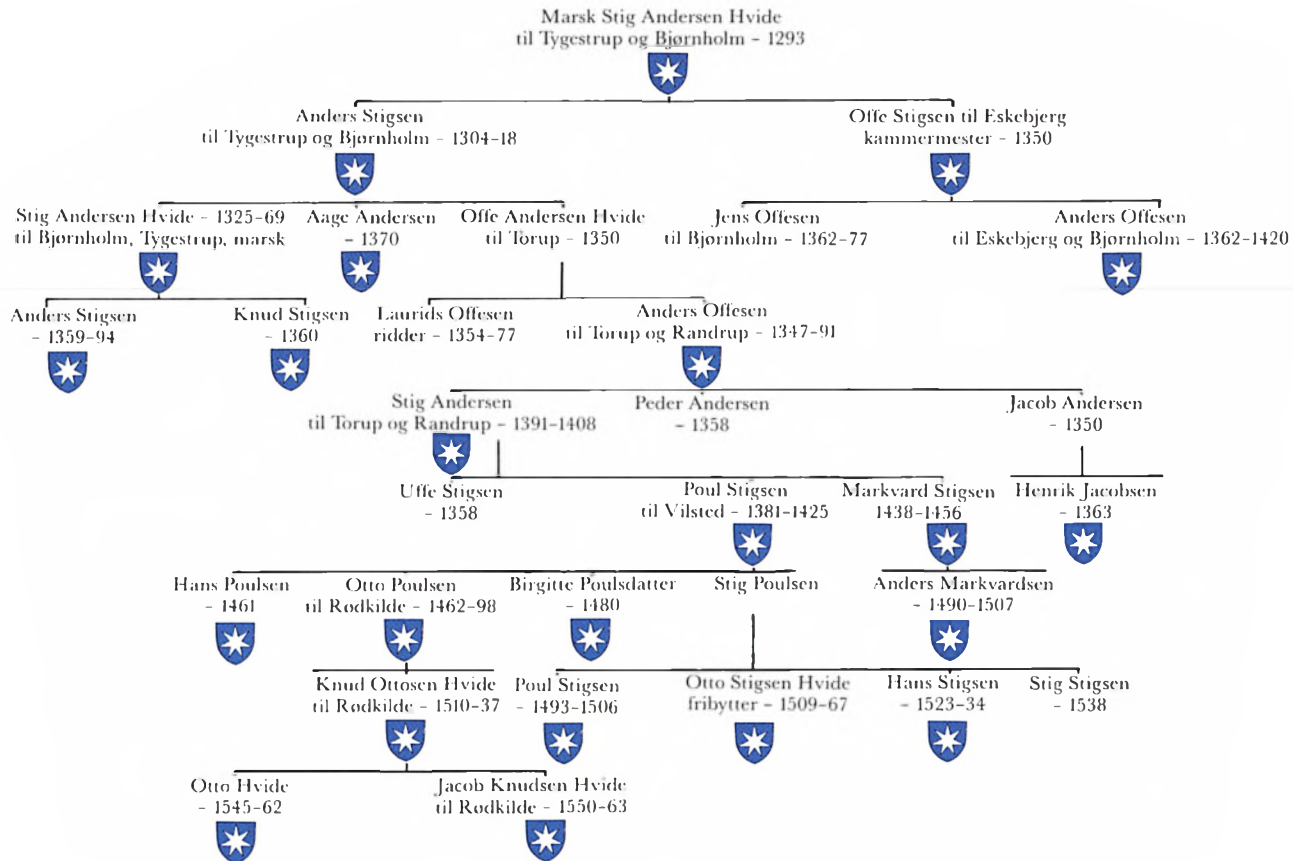 Marsk Stig Andersen Hvide
til Tygestrup og Bjørnholm – 1293
Anders Stigsen
til Tygestrup og Bjørnholm – 1304-18
Offe Stigsen til Eskebjerg
kammermester – 1350
Stig Andersen Hvide – 1325-69
til Bjørnholm, Tygestrup, marsk
Aage Andersen
– 1370
Offe Andersen Hvide
til Torup – 1350
Jens Offesen
til Bjørnholm – 1362-77
Anders Offesen
til Eskebjerg og Bjørnholm – 1362-1420
Anders Stigsen
– 1359-94
Knud Stigsen
– 1360
Laurids Offesen
ridder – 1354-77
Anders Offesen
til Torup og Randrup – 1347-91
Stig Andersen
til Torup og Randrup – 1391-1408
Peder Andersen
– 1358
Jacob Andersen
– 1350
Uffe Stigsen
– 1358
Poul Stigsen
til Vilsted – 1381-1425
Markvard Stigsen
1438-1456
Henrik Jacobsen
– 1363
Hans Poulsen
– 1461
Otto Poulsen
til Rødkilde – 1462-98
Birgitte Poulsdatter
– 1480
Stig Poulsen
Anders Markvardsen
– 1490-1507
Knud Ottosen Hvide
til Rødkilde – 1510-37
Poul Stigsen
– 1493-1506
Otto Stigsen Hvide
fribytter – 1509-67
Hans Stigsen
– 1523-34
Stig Stigsen
– 1538
Otto Hvide
– 1545-62
Jacob Knudsen Hvide
til Rødkilde – 1550-63